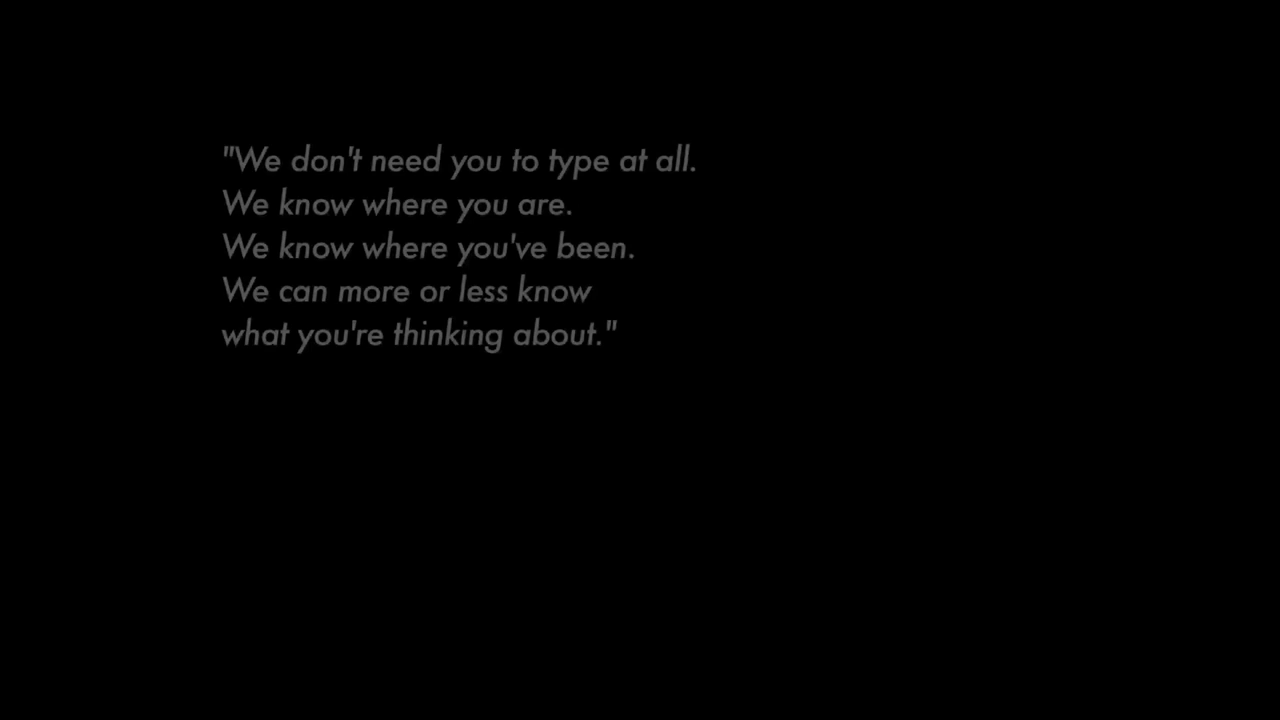 "We don't need you to type at all.
We know where you are.
We know where you've been.
We can more or less know
what you're thinking about."